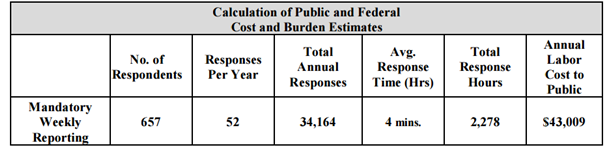 Calculation of Public and Federal
Cost and Burden Estimates
No. of Respondents
Responses Per Year
Total Annual Responses
Avg. Response Time (Hrs)
Total Response Hours
Annual Labor Cost to Public
Mandatory Weekly Reporting
657
52
34,164
4 mins.
2,278
$43,009